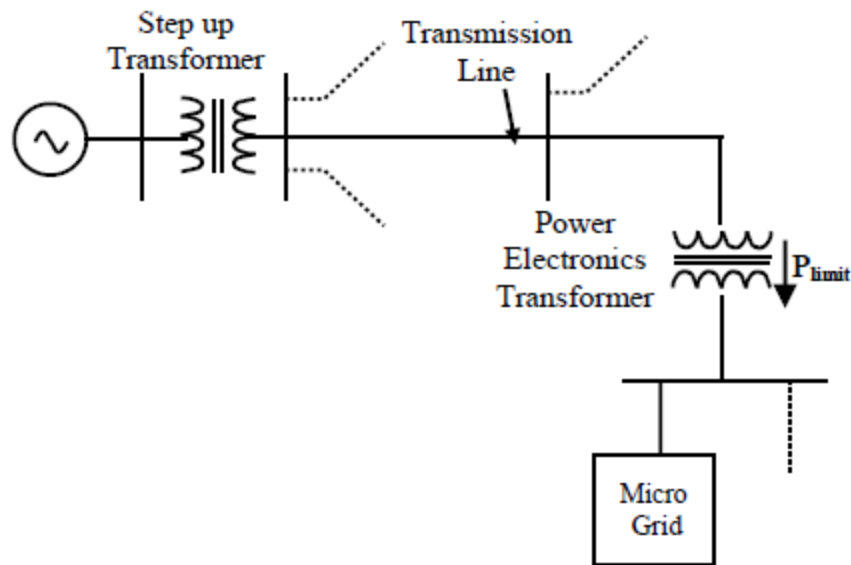 Step up
Transformer
Transmission
Line
Power
Electronics
Transformer
Plimit
Micro
Grid